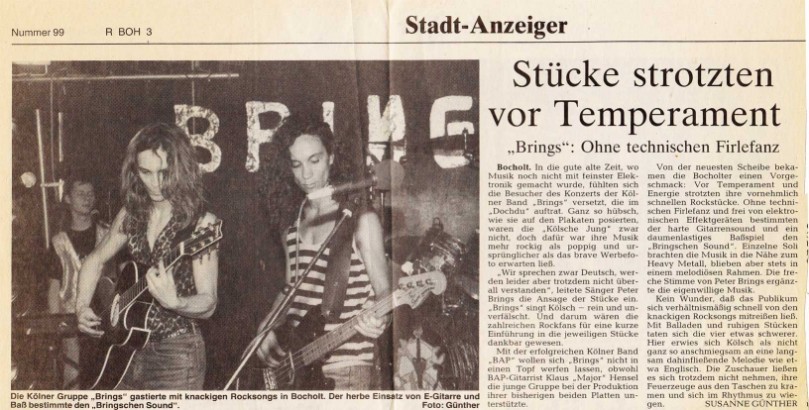 Nummer 99 R BOH 3
Stadt-Anzeiger
BRINGS
Die Kölner Gruppe „Brings“ gastierte mit knackigen Rocksongs in Bocholt. Der herbe Einsatz von E-Gitarre und
Baß bestimmte den „Bringschen Sound“. Foto: Günther
Stücke strotzten
vor Temperament
„Brings“: Ohne technischen Firlefanz
Bocholt. In die gute alte Zeit, wo
Musik noch nicht mit feinster Elek-
tronik gemacht wurde, fühlten sich
die Besucher des Konzerts der Köl-
ner Band „Brings“ versetzt, die im
„Dochdu“ auftrat. Ganz so hübsch,
wie sie auf den Plakaten posierten,
waren die „Kölsche Jung“ zwar
nicht, doch dafür war ihre Musik
mehr rockig als poppig und ur-
sprünglicher als das brave Werbefo-
to erwarten ließ.
„Wir sprechen zwar Deutsch, wer-
den leider aber trotzdem nicht über-
all verstanden“, leitete Sänger Peter
Brings die Ansage der Stücke ein.
„Brings“ singt Kölsch – rein und un-
verfälscht. Und darum wären die
zahlreichen Rockfans für eine kurze
Einführung in die jeweiligen Stücke
dankbar gewesen.
Mit der erfolgreichen Kölner Band
„BAP“ wollen sich „Brings“ nicht in
einen Topf werfen lassen, obwohl
BAP-Gitarrist Klaus „Major“ Hensel
die junge Gruppe bei der Produktion
ihrer bisherigen beiden Platten un-
terstützte.
Von der neuesten Scheibe beka-
men die Bocholter einen Vorge-
schmack: Vor Temperament und
Energie strotzten ihre vornehmlich
schnellen Rockstücke. Ohne techni-
schen Firlefanz und frei von elektro-
nischen Effektgeräten bestimmten
der harte Gitarrensound und ein
daumenlastiges Baßspiel den
„Bringschen Sound“. Einzelne Soli
brachten die Musik in die Nähe zum
Heavy Metall, blieben aber stets in
einem melodiösen Rahmen. Die fre-
che Stimme von Peter Brings ergänz-
te die eigenwillige Musik.
Kein Wunder, daß das Publikum
sich verhältnismäßig schnell von den
knackigen Rocksongs mitreißen ließ.
Mit Balladen und ruhigen Stücken
taten sich die vier etwas schwerer.
Hier erwies sich Kölsch als nicht
ganz so anschmiegsam an eine lang-
sam dahinfließende Melodie wie et-
wa Englisch. Die Zuschauer ließen
es sich trotzdem nicht nehmen, ihre
Feuerzeuge aus den Taschen zu kra-
men und sich im Rhythmus zu wie-
gen. SUSANNE GÜNTHER